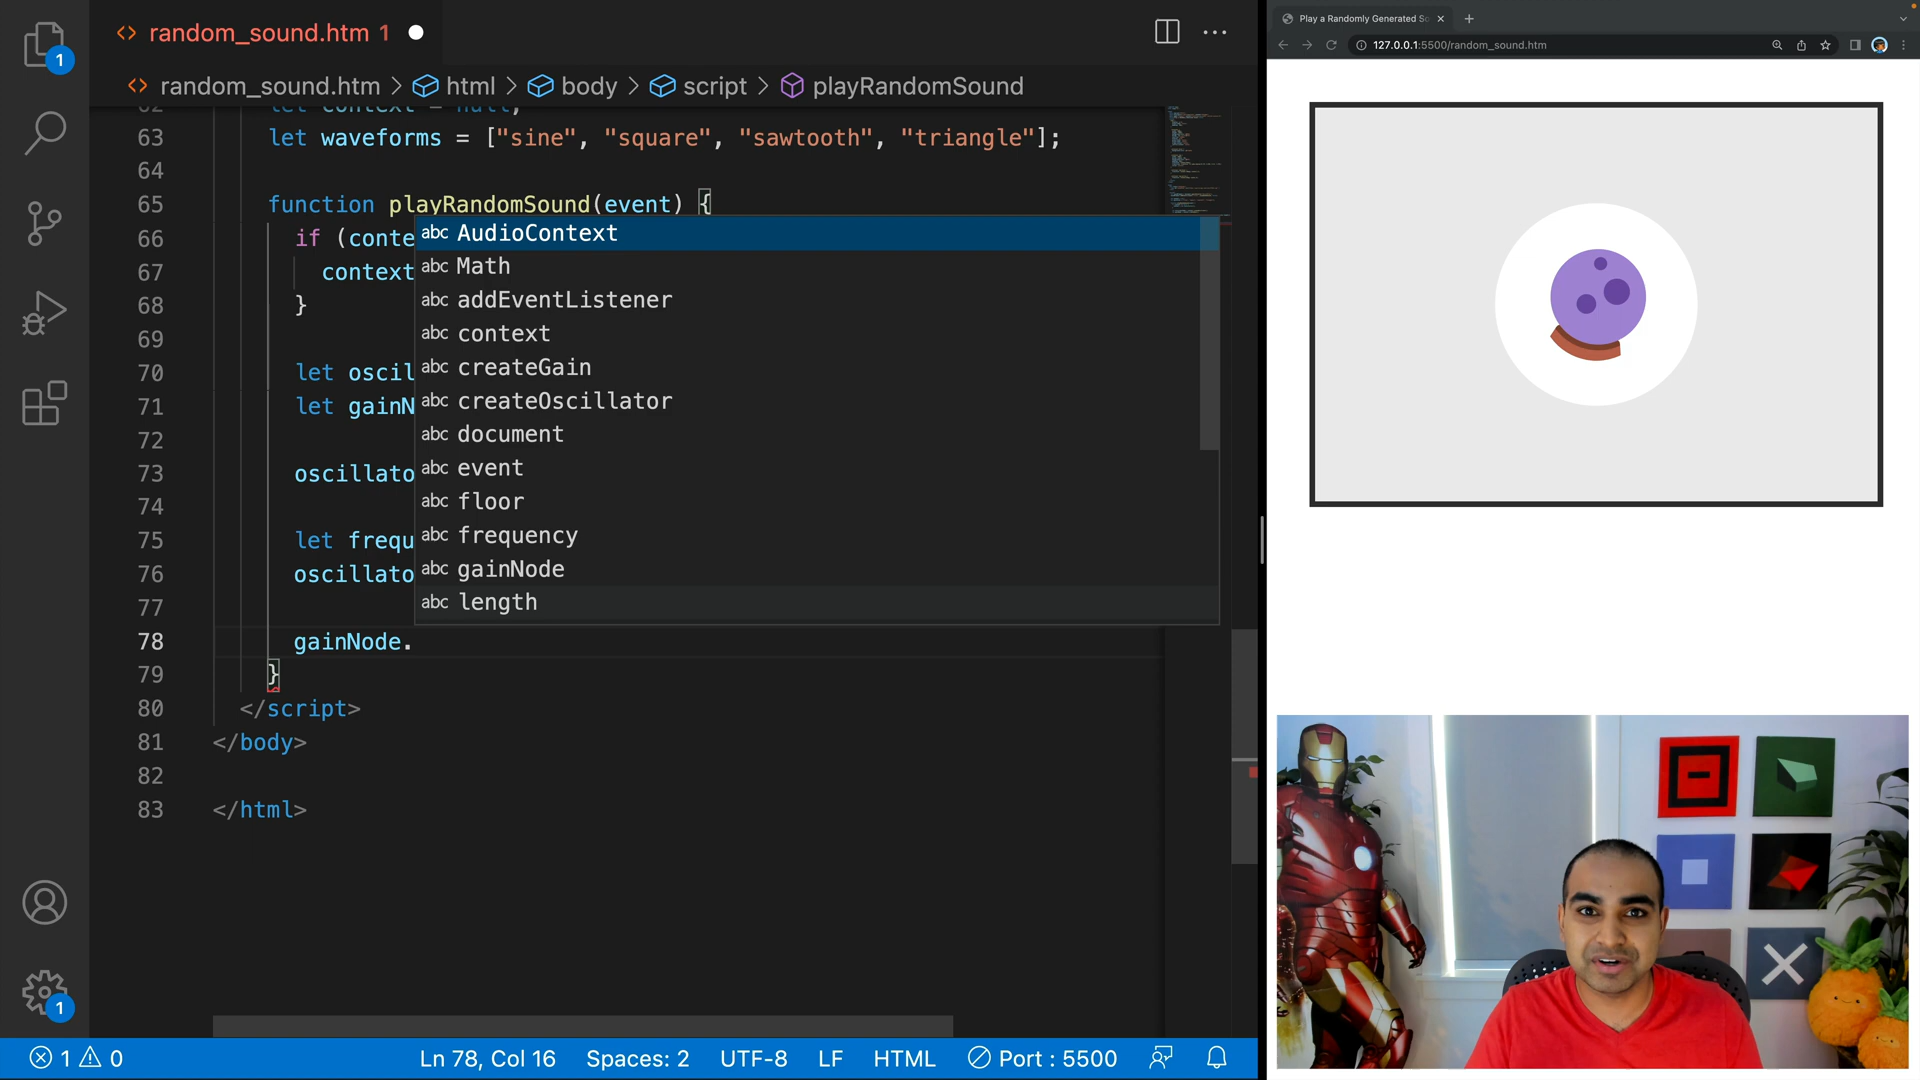 random_sound.htm 1
random_sound.htm > html > body > script > playRandomSound
63 let waveforms = ["sine", "square", "sawtooth", "triangle"];
64
65 function playRandomSound(event) {
66 if (conte
67 context
68 }
69
70 let oscil
71 let gainN
72
73 oscillato
74
75 let frequ
76 oscillato
77
78 gainNode.
79 }
80 </script>
81 </body>
82
83 </html>
abc AudioContext
abc Math
abc addEventListener
abc context
abc createGain
abc createOscillator
abc document
abc event
abc floor
abc frequency
abc gainNode
abc length
1
1
1 0
Ln 78, Col 16
Spaces: 2
UTF-8
LF
HTML
Port : 5500
Play a Randomly Generated So
127.0.0.1:5500/random_sound.htm